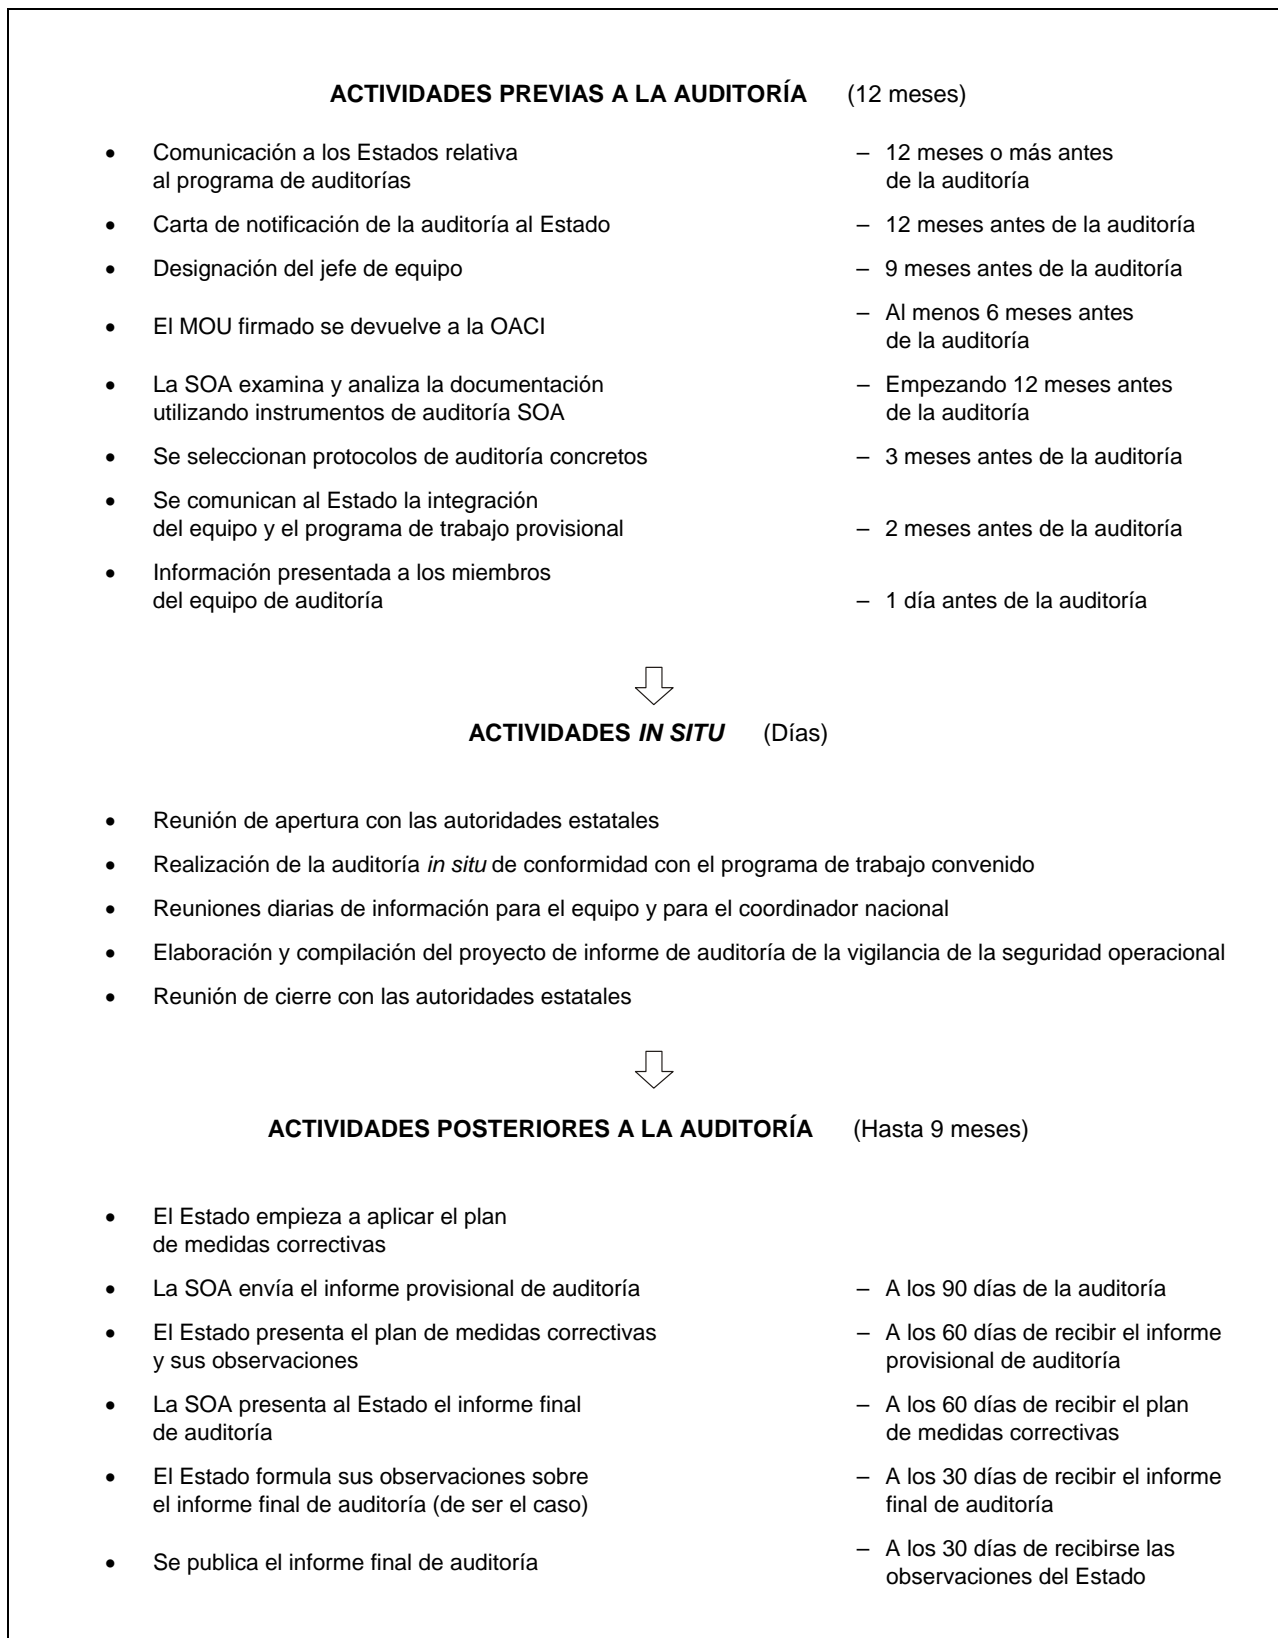 ACTIVIDADES PREVIAS A LA AUDITORÍA (12 meses)
• Comunicación a los Estados relativa – 12 meses o más antes
al programa de auditorías de la auditoría
• Carta de notificación de la auditoría al Estado – 12 meses antes de la auditoría
• Designación del jefe de equipo – 9 meses antes de la auditoría
• El MOU firmado se devuelve a la OACI – Al menos 6 meses antes
de la auditoría
• La SOA examina y analiza la documentación – Empezando 12 meses antes
utilizando instrumentos de auditoría SOA de la auditoría
• Se seleccionan protocolos de auditoría concretos – 3 meses antes de la auditoría
• Se comunican al Estado la integración
del equipo y el programa de trabajo provisional – 2 meses antes de la auditoría
• Información presentada a los miembros
del equipo de auditoría – 1 día antes de la auditoría
ACTIVIDADES IN SITU (Días)
• Reunión de apertura con las autoridades estatales
• Realización de la auditoría in situ de conformidad con el programa de trabajo convenido
• Reuniones diarias de información para el equipo y para el coordinador nacional
• Elaboración y compilación del proyecto de informe de auditoría de la vigilancia de la seguridad operacional
• Reunión de cierre con las autoridades estatales
ACTIVIDADES POSTERIORES A LA AUDITORÍA (Hasta 9 meses)
• El Estado empieza a aplicar el plan
de medidas correctivas
• La SOA envía el informe provisional de auditoría – A los 90 días de la auditoría
• El Estado presenta el plan de medidas correctivas – A los 60 días de recibir el informe
y sus observaciones provisional de auditoría
• La SOA presenta al Estado el informe final – A los 60 días de recibir el plan
de auditoría de medidas correctivas
• El Estado formula sus observaciones sobre – A los 30 días de recibir el informe
el informe final de auditoría (de ser el caso) final de auditoría
• Se publica el informe final de auditoría – A los 30 días de recibirse las
observaciones del Estado